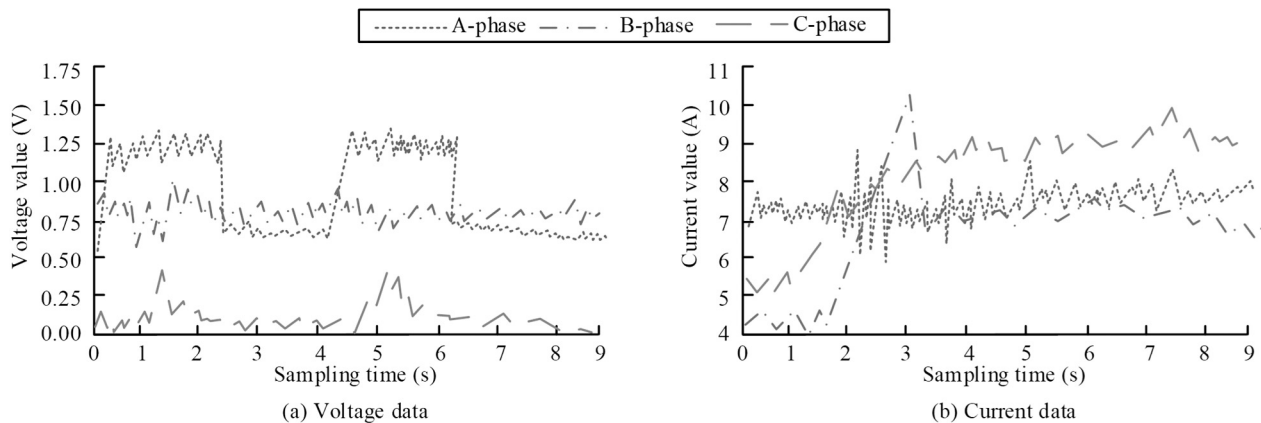 A-phase B-phase C-phase
Voltage value (V)
1.75
1.50
1.25
1.00
0.75
0.50
0.25
0.00
0 1 2 3 4 5 6 7 8 9
Sampling time (s)
(a) Voltage data
Current value (A)
11
10
9
8
7
6
5
4
0 1 2 3 4 5 6 7 8 9
Sampling time (s)
(b) Current data